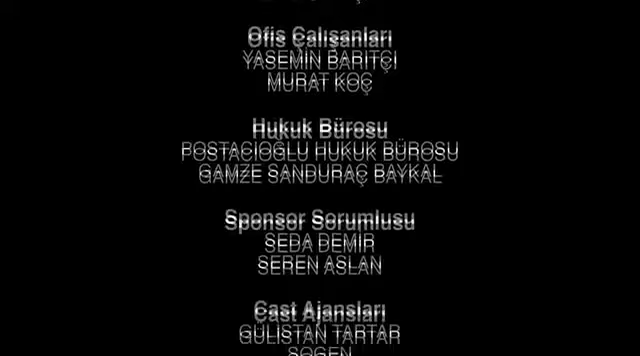 Ofis Çalışanları
YASEMİN BARITÇI
MURAT KOÇ
Hukuk Bürosu
POSTACIOĞLU HUKUK BÜROSU
GAMZE SANDURAÇ BAYKAL
Sponsor Sorumlusu
SEDA DEMİR
SEREN ASLAN
Cast Ajansları
GÜLİSTAN TARTAR